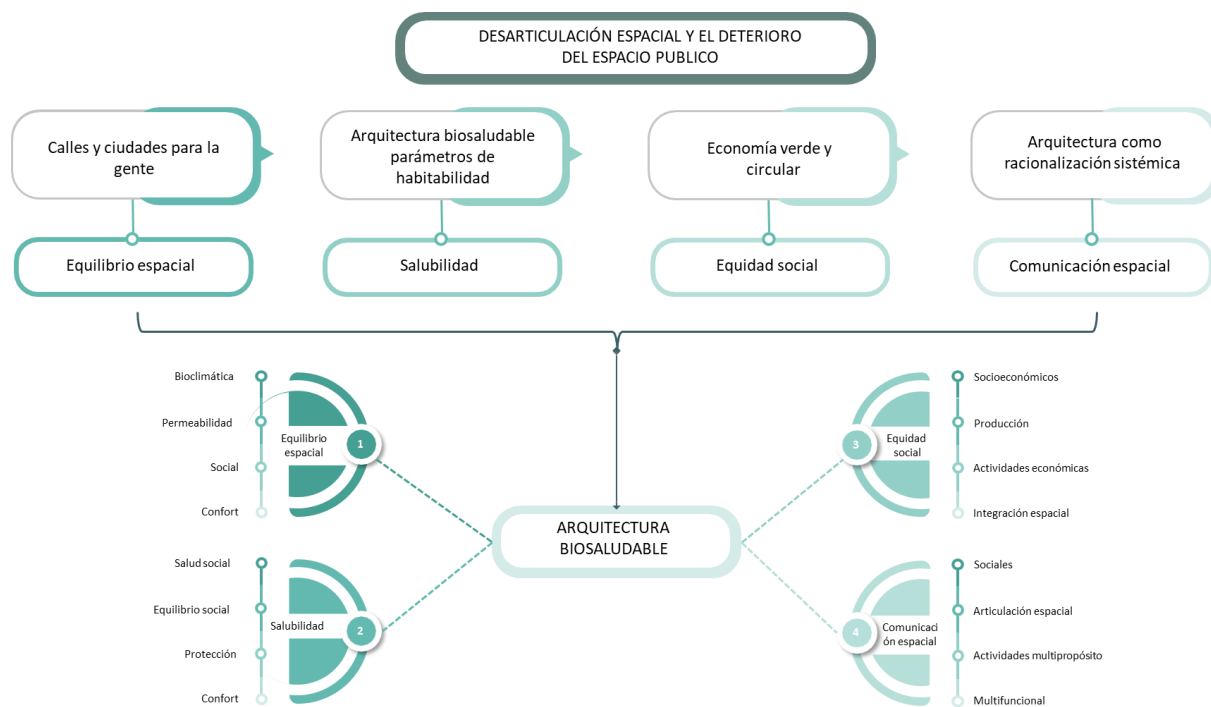 DESARTICULACIÓN ESPACIAL Y EL DETERIORO
DEL ESPACIO PUBLICO
Calles y ciudades para la
gente
Arquitectura biosaludable
parámetros de
habitabilidad
Economía verde y
circular
Arquitectura como
racionalización sistémica
Equilibrio espacial
Salubilidad
Equidad social
Comunicación espacial
Bioclimática
Permeabilidad
Social
Confort
Equilibrio
espacial
1
Salud social
Equilibrio social
Protección
Confort
Salubilidad
2
ARQUITECTURA
BIOSALUDABLE
3
Equidad
social
Socioeconómicos
Producción
Actividades económicas
Integración espacial
4
Comunicaci
ón espacial
Sociales
Articulación espacial
Actividades multipropósito
Multifuncional